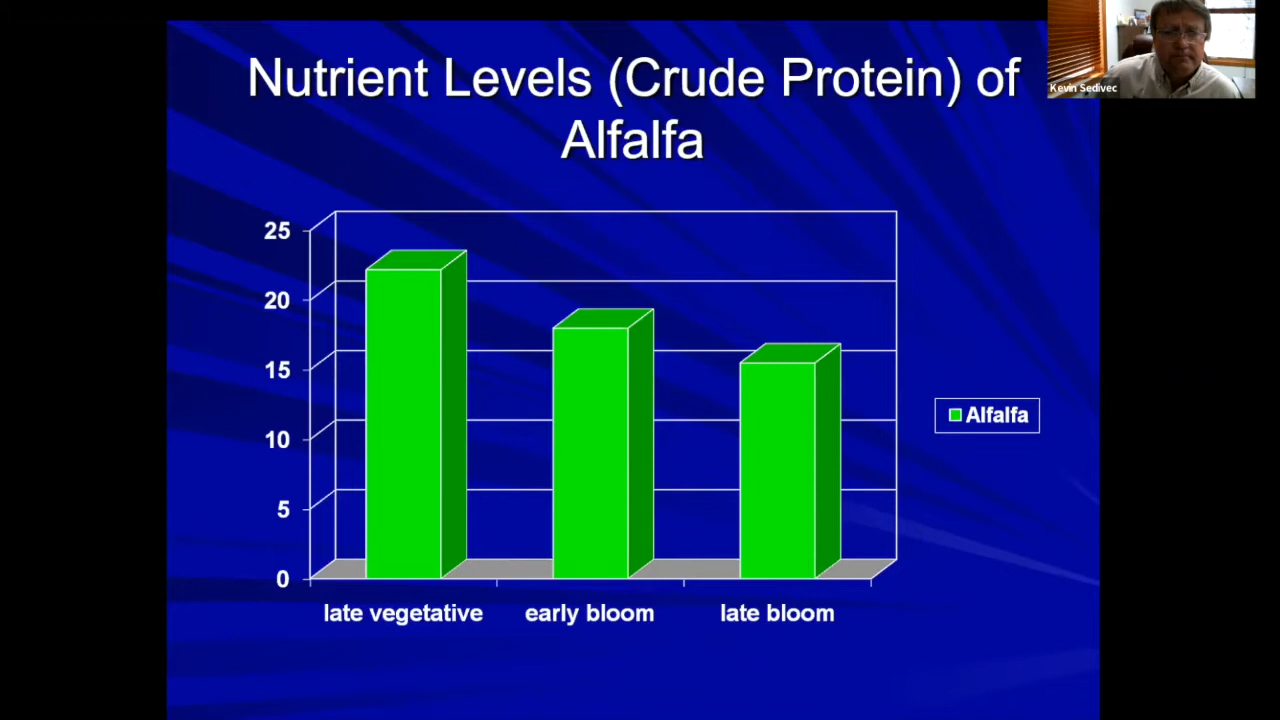 Nutrient Levels (Crude Protein) of
Alfalfa
Kevin Sedivec
25
20
15
10
5
0
Alfalfa
late vegetative
early bloom
late bloom